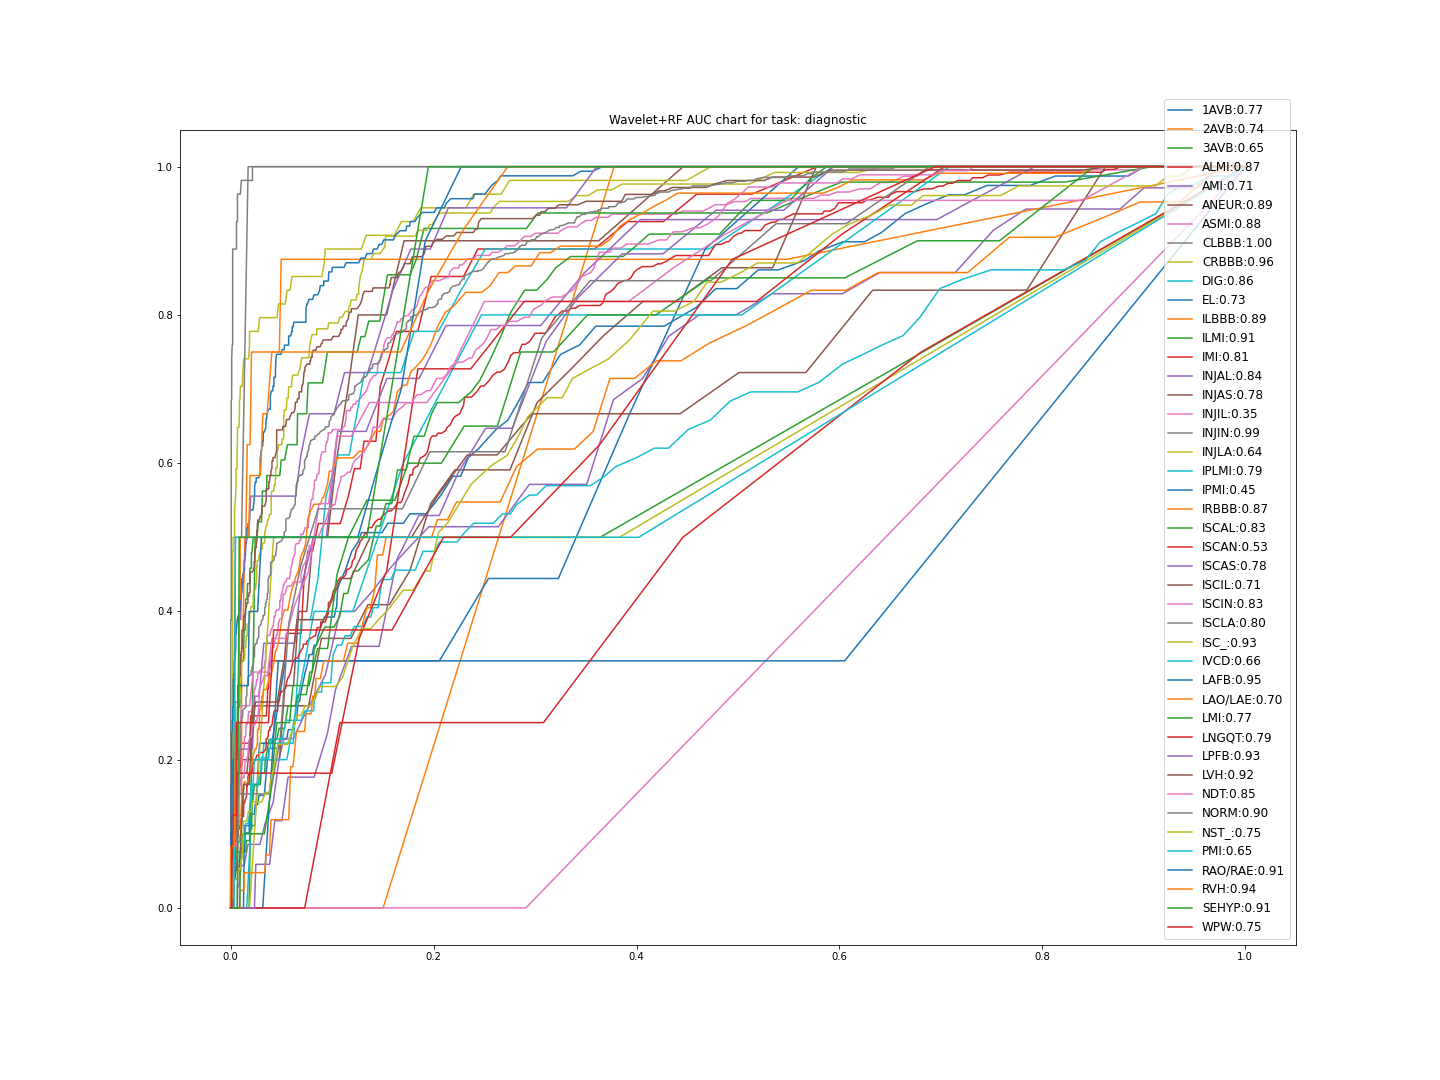 Wavelet+RF AUC chart for task: diagnostic
1.0
0.8
0.6
0.4
0.2
0.0
0.0 0.2 0.4 0.6 0.8 1.0
1AVB:0.77
2AVB:0.74
3AVB:0.65
ALMI:0.87
AMI:0.71
ANEUR:0.89
ASMI:0.88
CLBBB:1.00
CRBBB:0.96
DIG:0.86
EL:0.73
ILBBB:0.89
ILMI:0.91
IMI:0.81
INJAL:0.84
INJAS:0.78
INJIL:0.35
INJIN:0.99
INJLA:0.64
IPLMI:0.79
IPMI:0.45
IRBBB:0.87
ISCAL:0.83
ISCAN:0.53
ISCAS:0.78
ISCIL:0.71
ISCIN:0.83
ISCLA:0.80
ISC_:0.93
IVCD:0.66
LAFB:0.95
LAO/LAE:0.70
LMI:0.77
LNGQT:0.79
LPFB:0.93
LVH:0.92
NDT:0.85
NORM:0.90
NST_:0.75
PMI:0.65
RAO/RAE:0.91
RVH:0.94
SEHYP:0.91
WPW:0.75